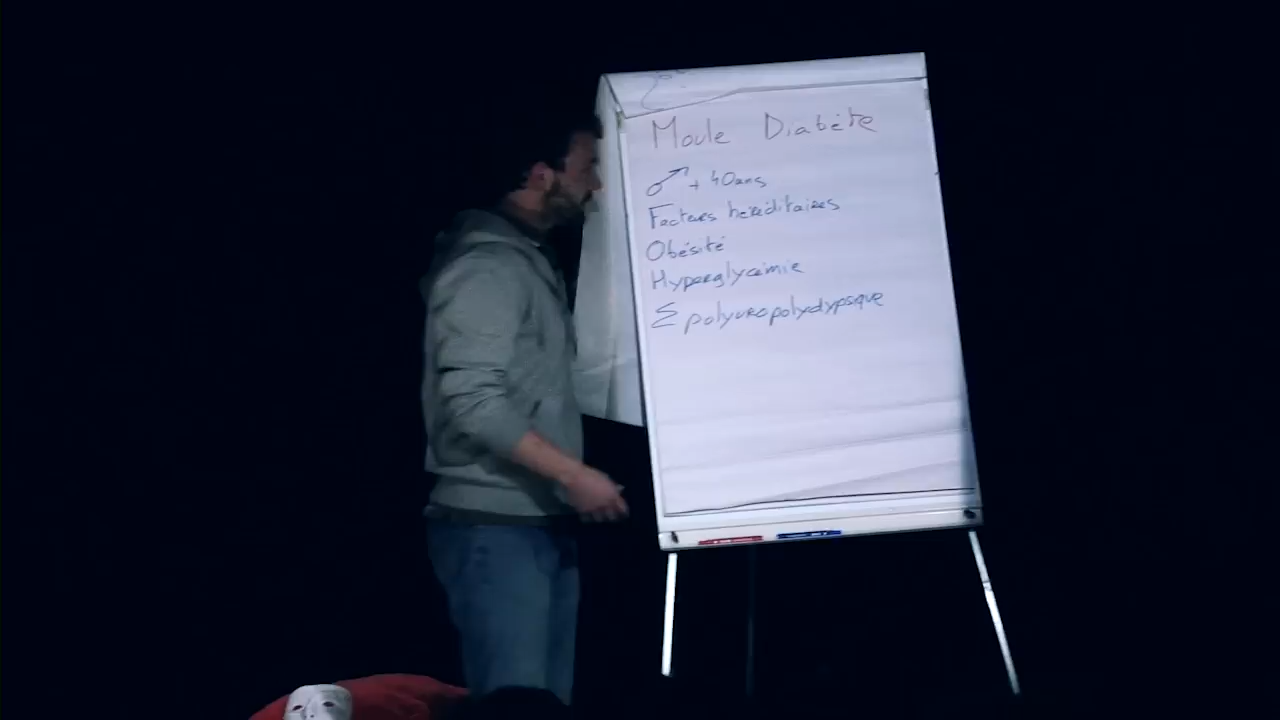 Moule Diabète
♂ + 40ans
Facteurs héréditaires
Obésité
Hyperglycémie
Σ polyuropolydypsique